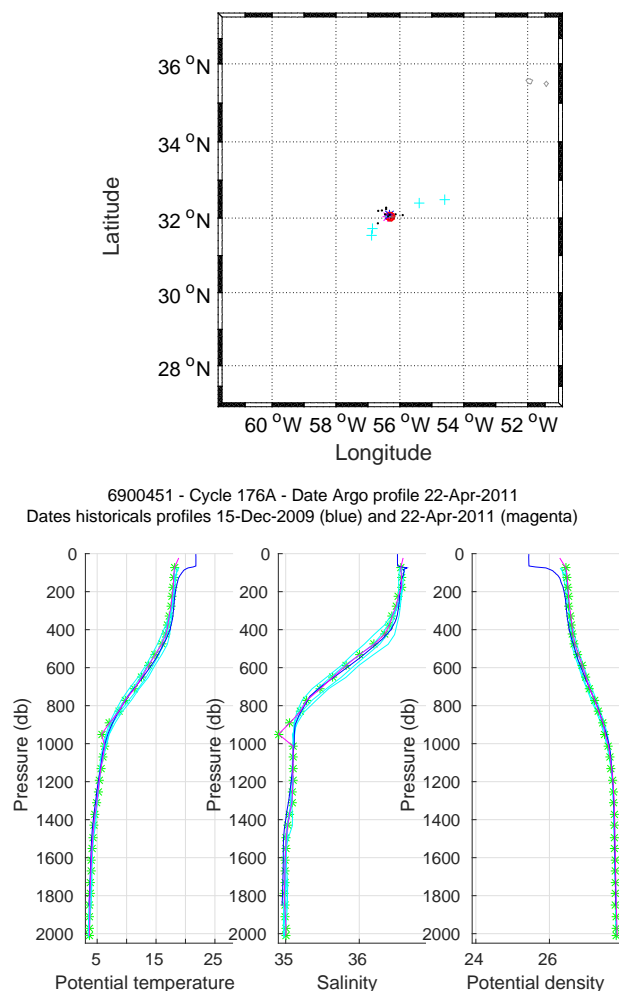 36 °N
34 °N
32 °N
30 °N
28 °N
Latitude
60 °W 58 °W 56 °W 54 °W 52 °W
Longitude
6900451 - Cycle 176A - Date Argo profile 22-Apr-2011
Dates historicals profiles 15-Dec-2009 (blue) and 22-Apr-2011 (magenta)
0 0 0
200 200 200
400 400 400
600 600 600
800 800 800
1000 1000 1000
1200 1200 1200
1400 1400 1400
1600 1600 1600
1800 1800 1800
2000 2000 2000
Pressure (db) Pressure (db) Pressure (db)
5 15 25 35 36 24 26
Potential temperature Salinity Potential density